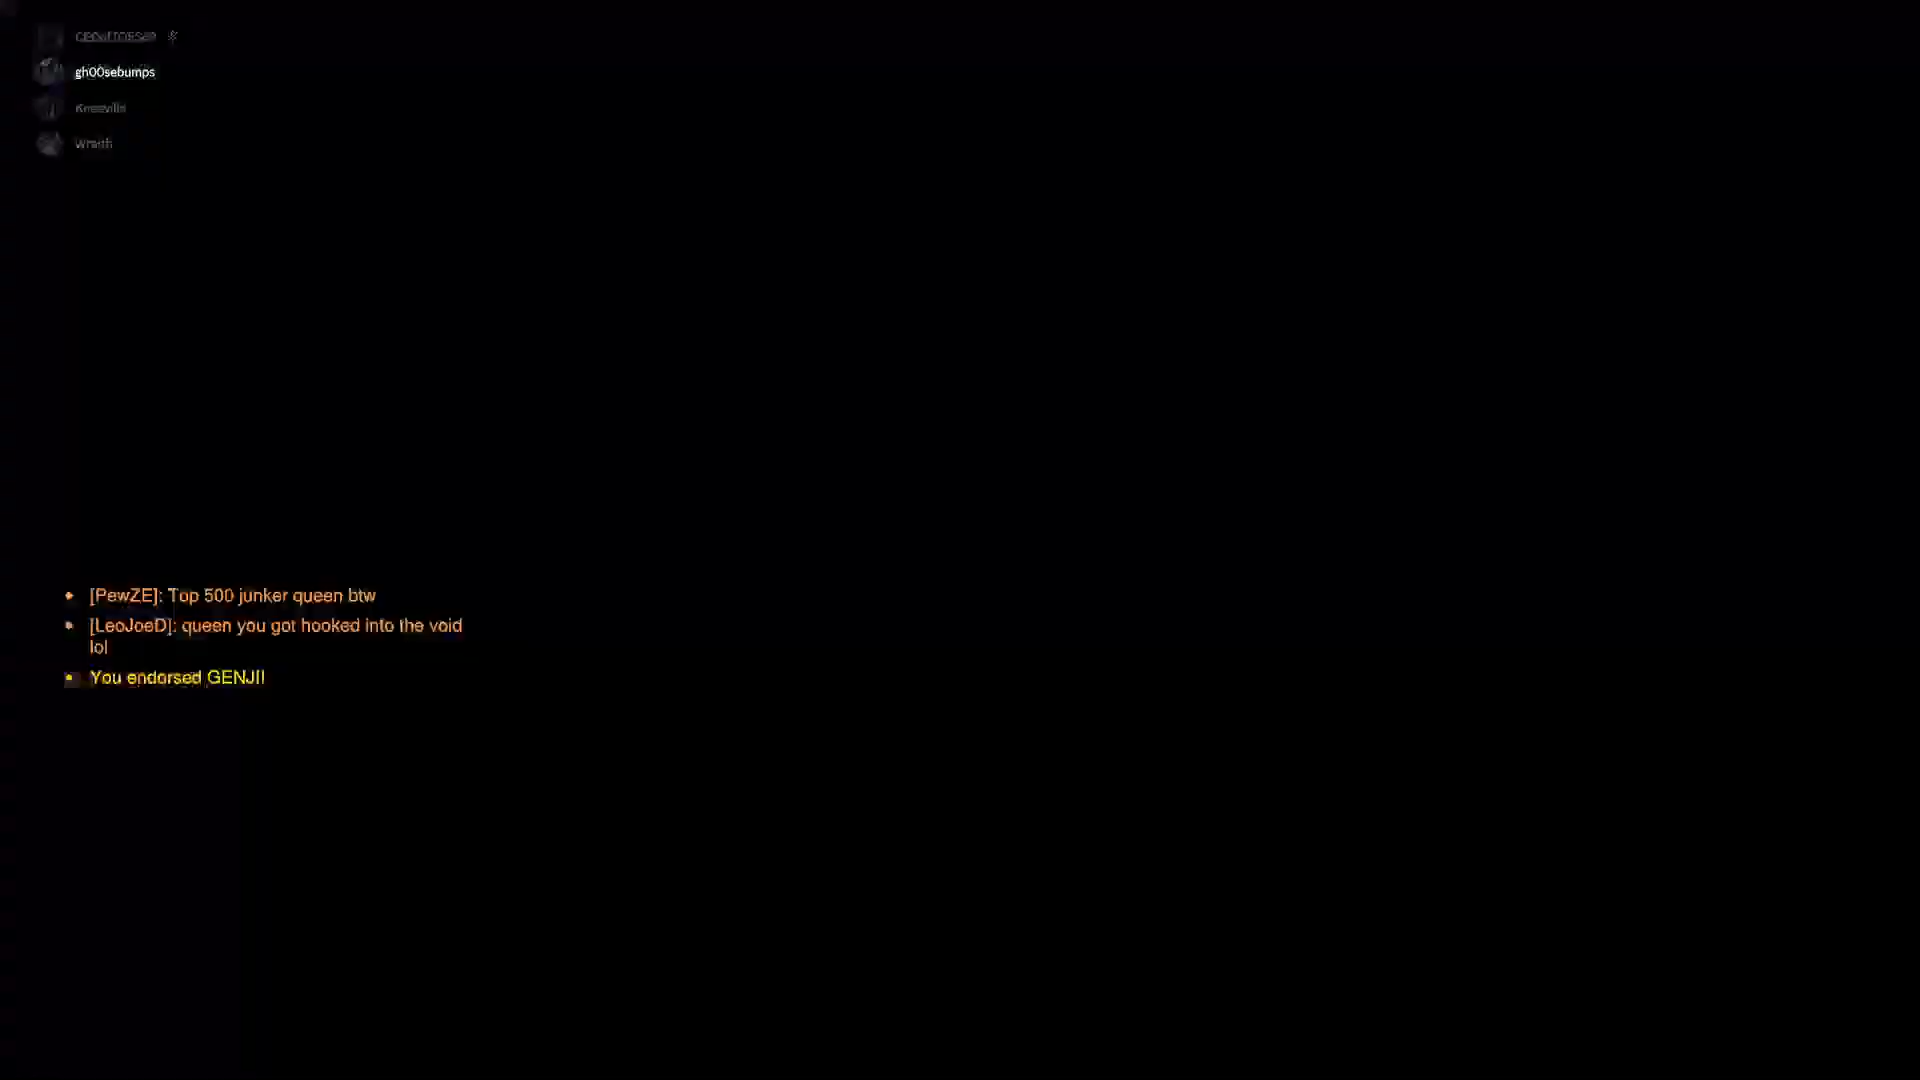 gh00sebumps
Wraith
• [PewZE]: Top 500 junker queen btw
• [LeoJoeD]: queen you got hooked into the void
lol
• You endorsed GENJI!